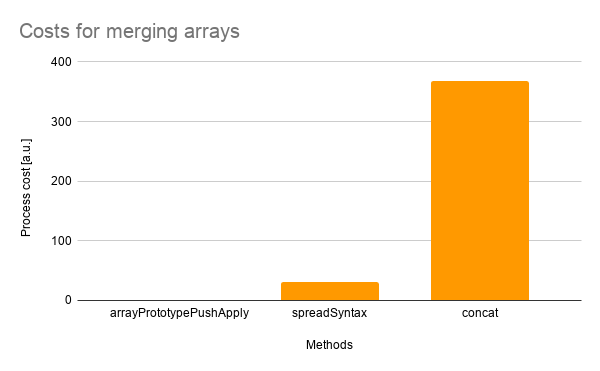 Costs for merging arrays
400
300
200
100
0
Process cost [a.u.]
arrayPrototypePushApply
spreadSyntax
concat
Methods